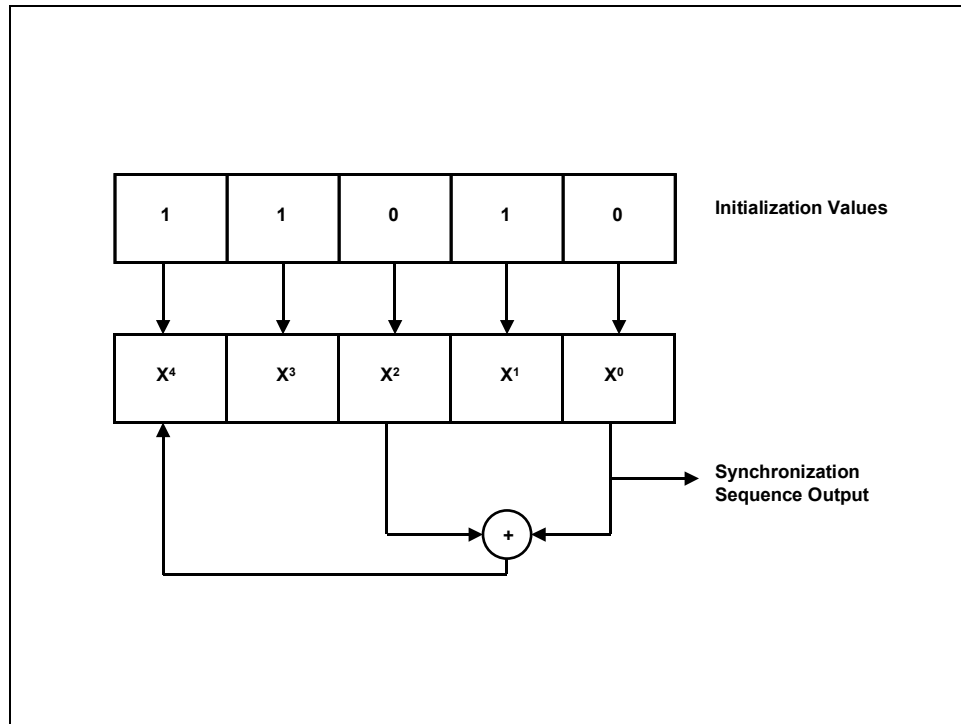 1 1 0 1 0 Initialization Values
X⁴ X³ X² X¹ X⁰
Synchronization
Sequence Output
+